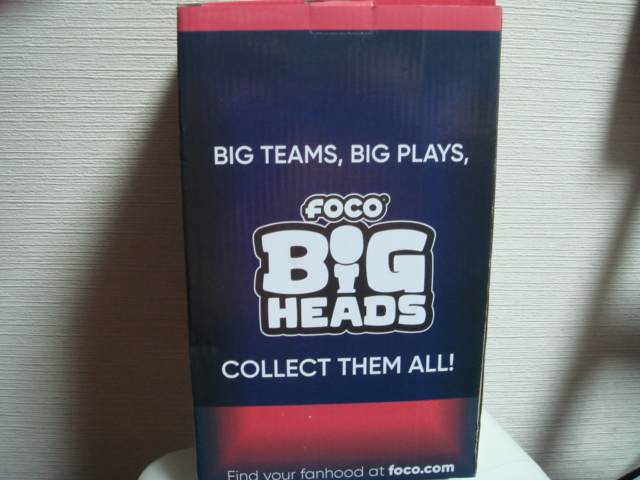 BIG TEAMS, BIG PLAYS,
FOCO
BIG
HEADS
COLLECT THEM ALL!
Find your fanhood at foco.com